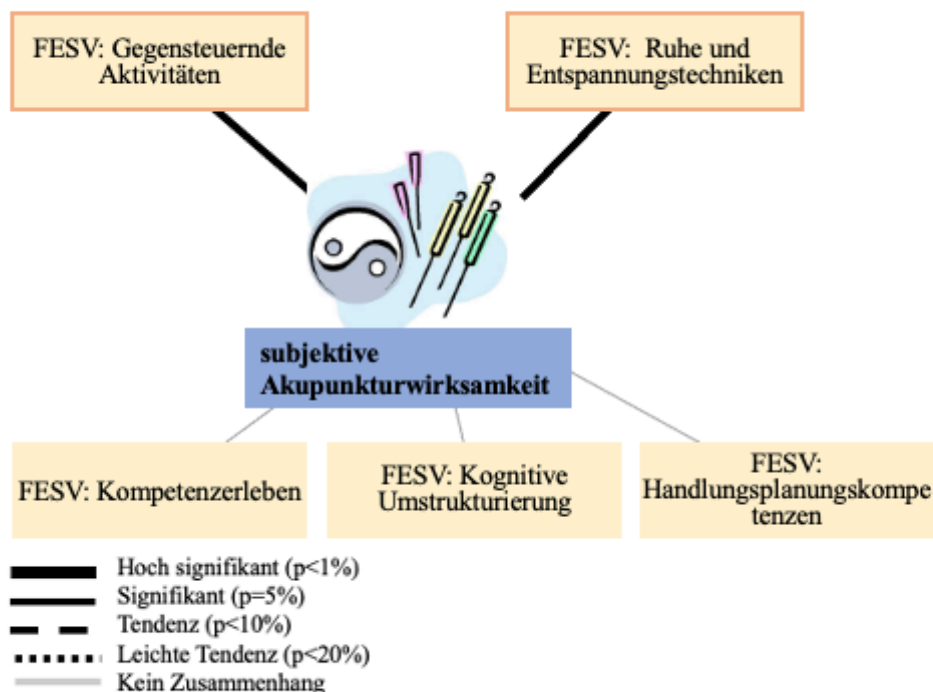 FESV: Gegensteuernde
Aktivitäten
FESV: Ruhe und
Entspannungstechniken
subjektive
Akupunkturwirksamkeit
FESV: Kompetenzerleben
FESV: Kognitive
Umstrukturierung
FESV:
Handlungsplanungskompe
tenzen
Hoch signifikant (p<1%)
Signifikant (p=5%)
Tendenz (p<10%)
Leichte Tendenz (p<20%)
Kein Zusammenhang